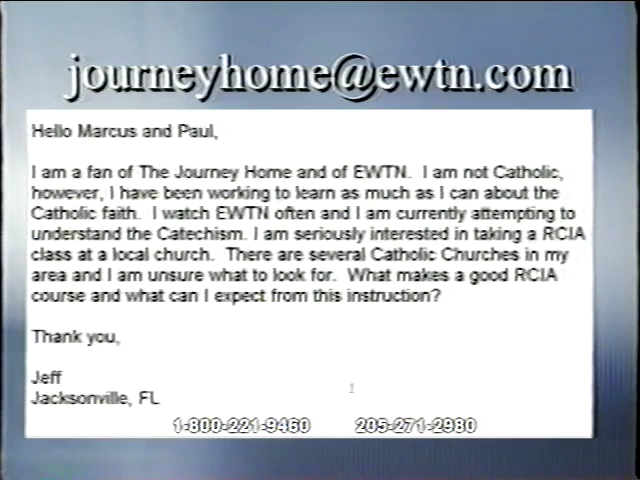 journeyhome@ewtn.com
Hello Marcus and Paul,
I am a fan of The Journey Home and of EWTN. I am not Catholic,
however, I have been working to learn as much as I can about the
Catholic faith. I watch EWTN often and I am currently attempting to
understand the Catechism. I am seriously interested in taking a RCIA
class at a local church. There are several Catholic Churches in my
area and I am unsure what to look for. What makes a good RCIA
course and what can I expect from this instruction?
Thank you,
Jeff
Jacksonville, FL
1-800-221-9460 205-271-2980